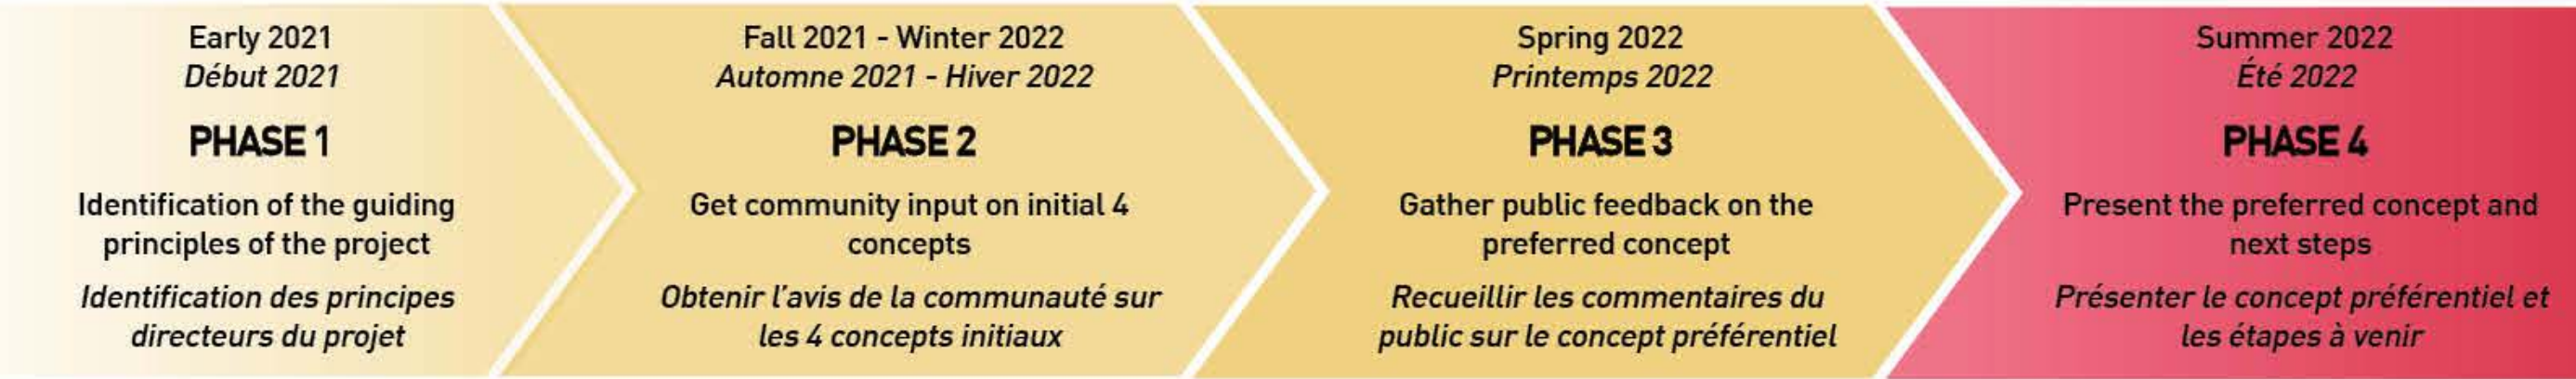 Early 2021
Début 2021
PHASE 1
Identification of the guiding
principles of the project
Identification des principes
directeurs du projet
Fall 2021 - Winter 2022
Automne 2021 - Hiver 2022
PHASE 2
Get community input on initial 4
concepts
Obtenir l'avis de la communauté sur
les 4 concepts initiaux
Spring 2022
Printemps 2022
PHASE 3
Gather public feedback on the
preferred concept
Recueillir les commentaires du
public sur le concept préférentiel
Summer 2022
Été 2022
PHASE 4
Present the preferred concept and
next steps
Présenter le concept préférentiel et
les étapes à venir